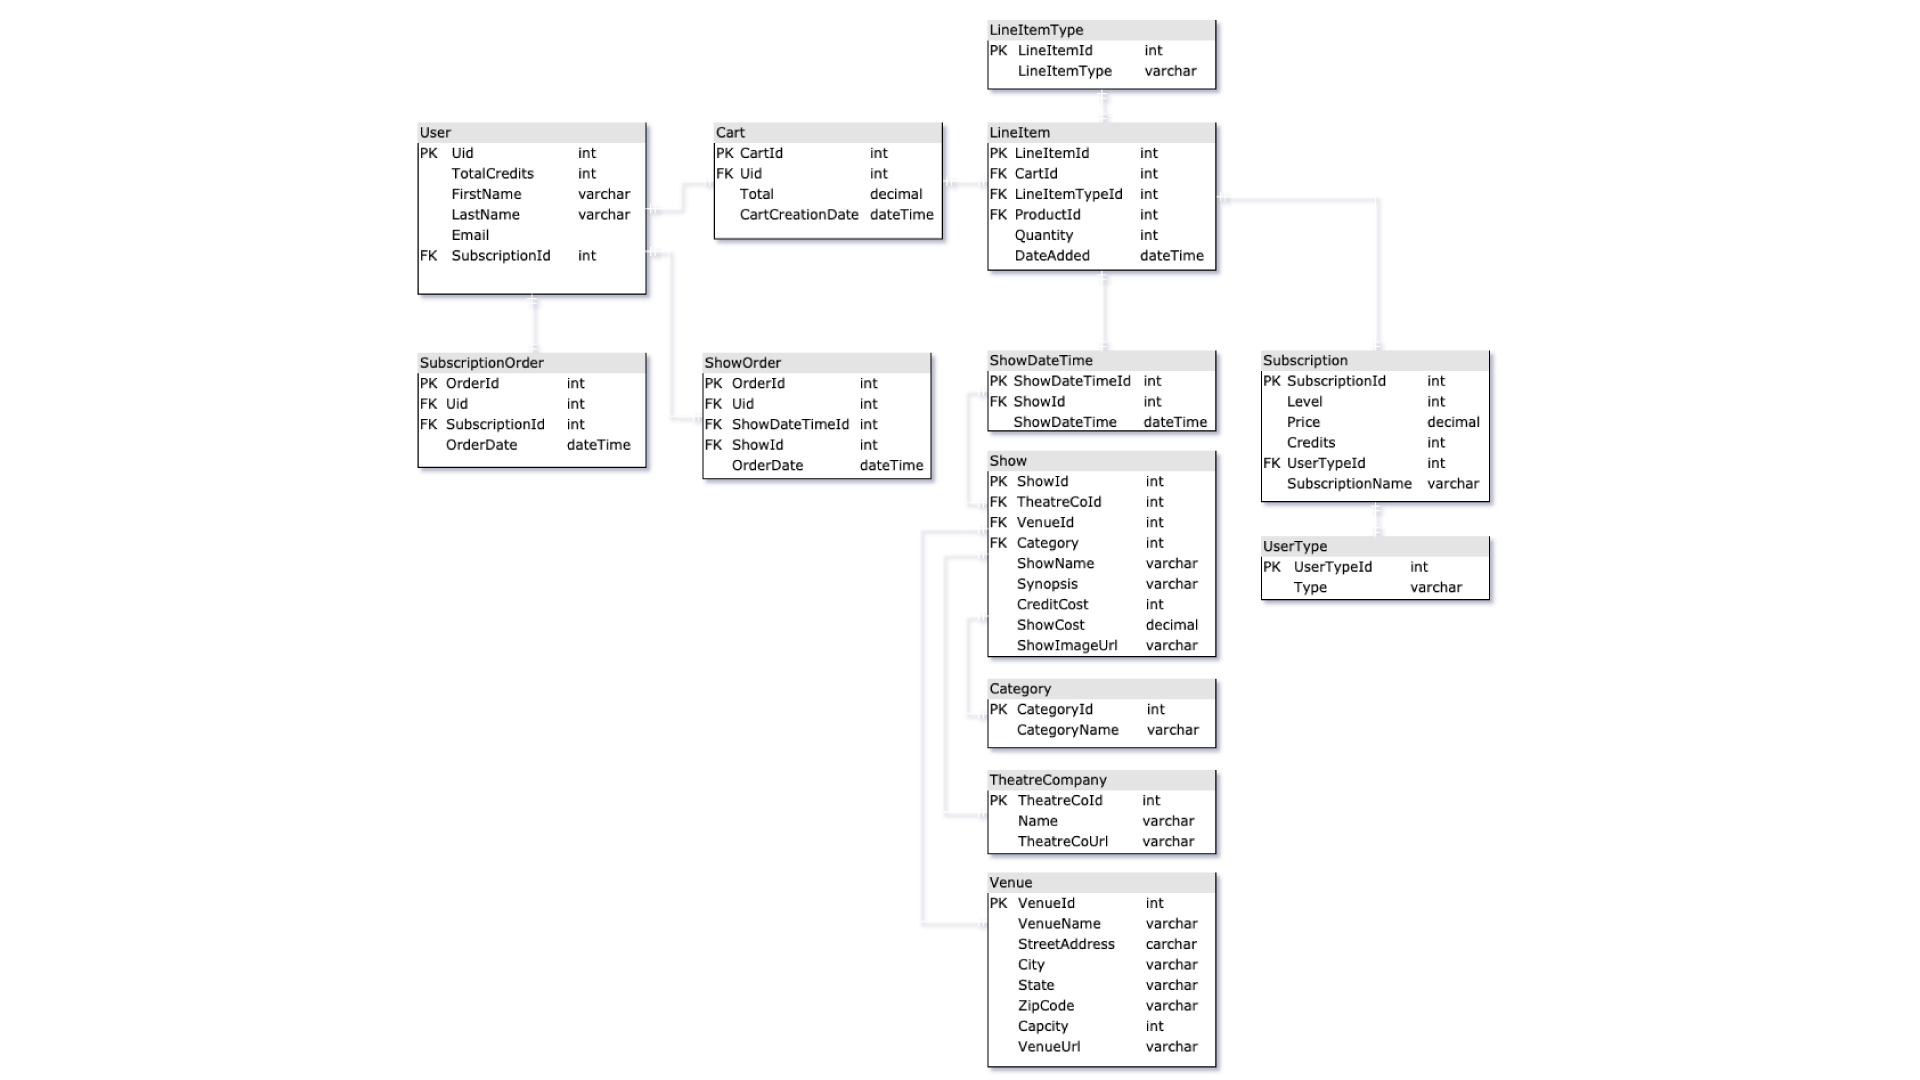 LineItemType
PK LineItemId int
LineItemType varchar
User
PK Uid int
TotalCredits int
FirstName varchar
LastName varchar
Email
FK SubscriptionId int
Cart
PK CartId int
FK Uid int
Total decimal
CartCreationDate dateTime
LineItem
PK LineItemId int
FK CartId int
FK LineItemTypeId int
FK ProductId int
Quantity int
DateAdded dateTime
SubscriptionOrder
PK OrderId int
FK Uid int
FK SubscriptionId int
OrderDate dateTime
ShowOrder
PK OrderId int
FK Uid int
FK ShowDateTimeId int
FK ShowId int
OrderDate dateTime
ShowDateTime
PK ShowDateTimeId int
FK ShowId int
ShowDateTime dateTime
Subscription
PK SubscriptionId int
Level int
Price decimal
Credits int
FK UserTypeId int
SubscriptionName varchar
Show
PK ShowId int
FK TheatreCoId int
FK VenueId int
FK Category int
ShowName varchar
Synopsis varchar
CreditCost int
ShowCost decimal
ShowImageUrl varchar
UserType
PK UserTypeId int
Type varchar
Category
PK CategoryId int
CategoryName varchar
TheatreCompany
PK TheatreCoId int
Name varchar
TheatreCoUrl varchar
Venue
PK VenueId int
VenueName varchar
StreetAddress carchar
City varchar
State varchar
ZipCode varchar
Capcity int
VenueUrl varchar